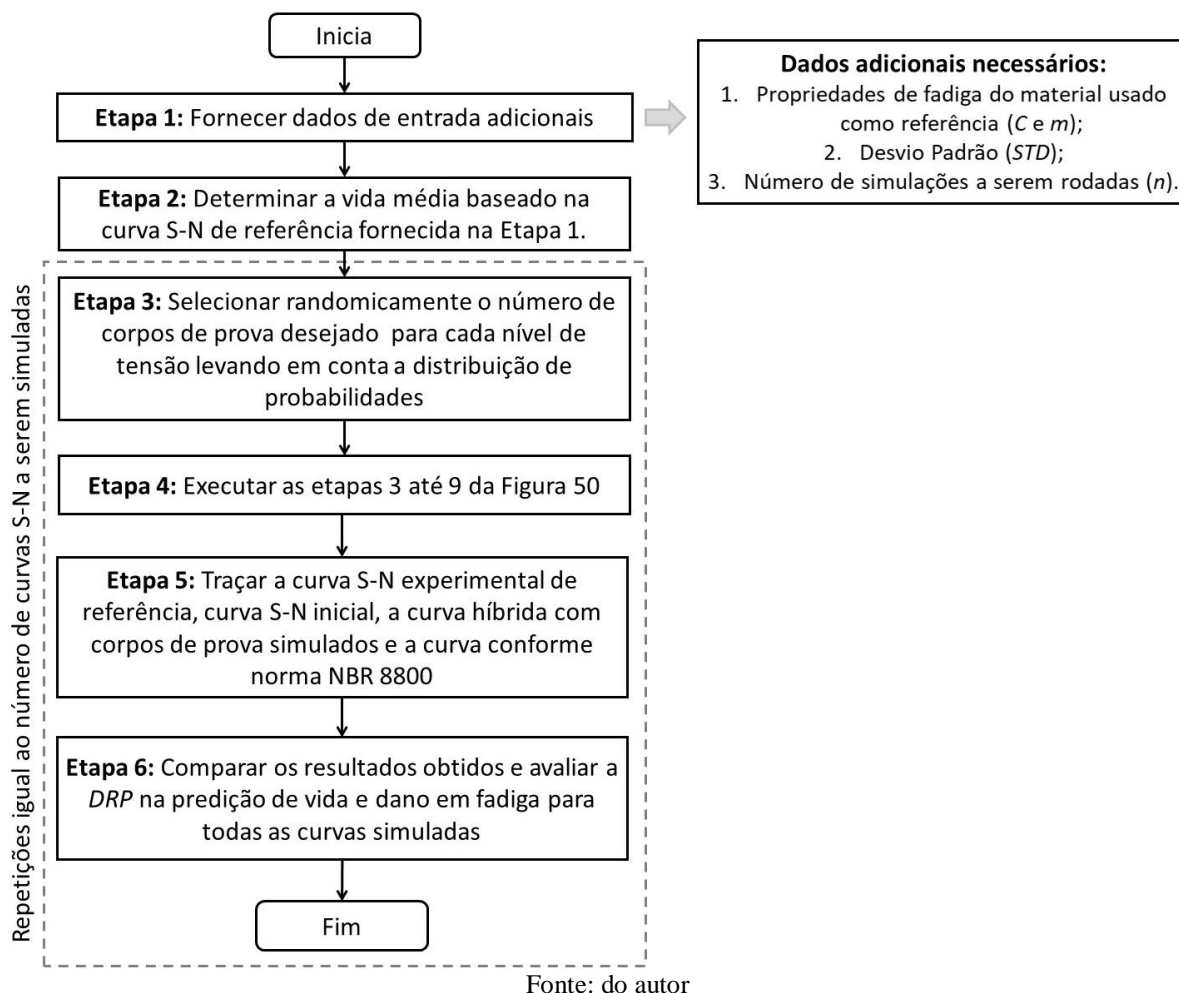 Inicia
Etapa 1: Fornecer dados de entrada adicionais
Dados adicionais necessários:
1. Propriedades de fadiga do material usado
como referência (C e m);
2. Desvio Padrão (STD);
3. Número de simulações a serem rodadas (n).
Etapa 2: Determinar a vida média baseado na
curva S-N de referência fornecida na Etapa 1.
Repetições igual ao número de curvas S-N a serem simuladas
Etapa 3: Selecionar randomicamente o número de
corpos de prova desejado para cada nível de
tensão levando em conta a distribuição de
probabilidades
Etapa 4: Executar as etapas 3 até 9 da Figura 50
Etapa 5: Traçar a curva S-N experimental de
referência, curva S-N inicial, a curva híbrida com
corpos de prova simulados e a curva conforme
norma NBR 8800
Etapa 6: Comparar os resultados obtidos e avaliar a
DRP na predição de vida e dano em fadiga para
todas as curvas simuladas
Fim
Fonte: do autor